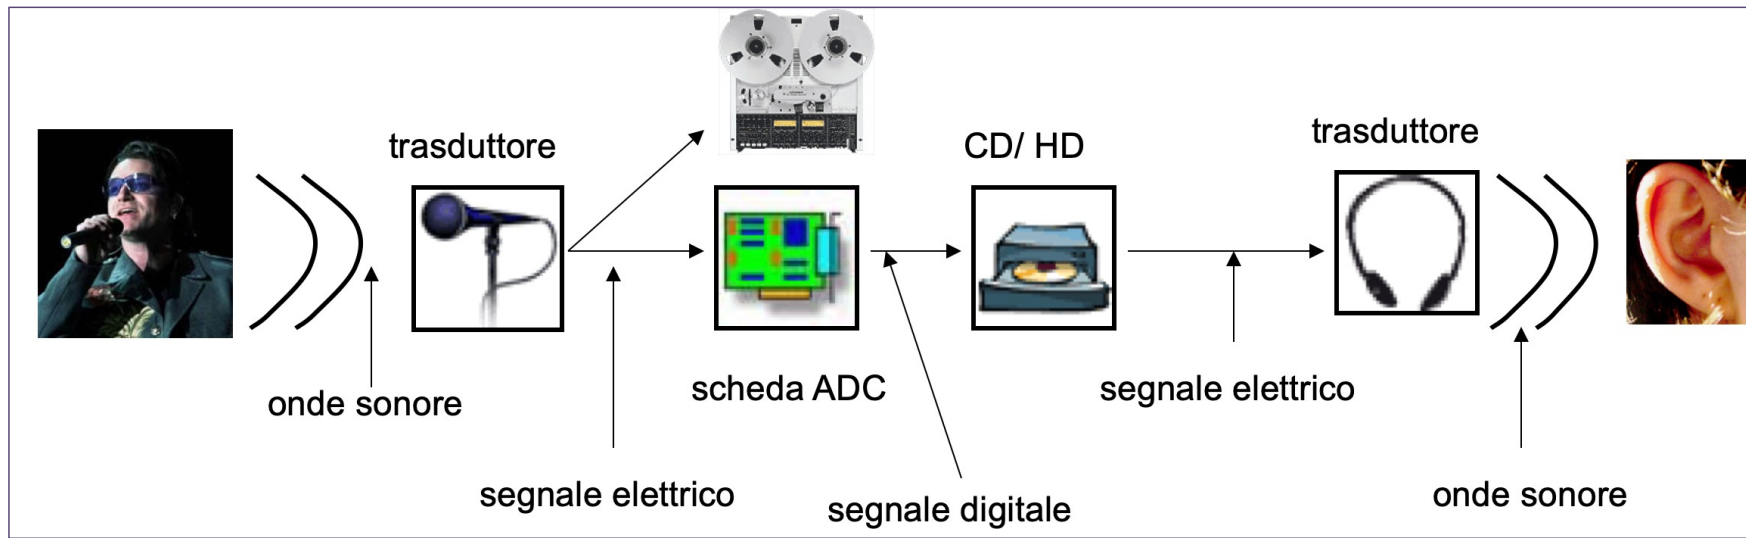 trasduttore
CD/ HD
trasduttore
onde sonore
scheda ADC
segnale elettrico
segnale elettrico
segnale digitale
onde sonore